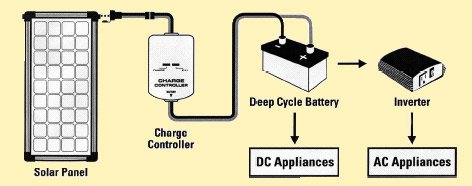 CHARGE
CONTROLLER
Solar Panel
Charge
Controller
Deep Cycle Battery
Inverter
DC Appliances
AC Appliances